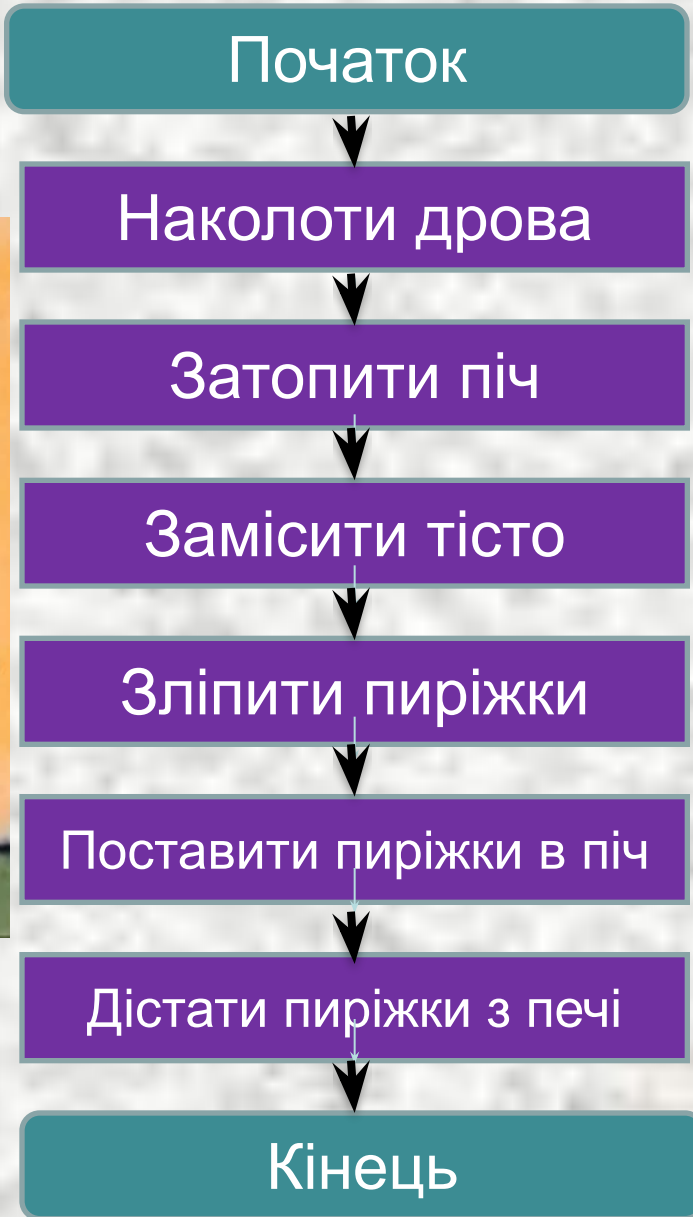 Початок
Наколоти дрова
Затопити піч
Замісити тісто
Зліпити пиріжки
Поставити пиріжки в піч
Дістати пиріжки з печі
Кінець